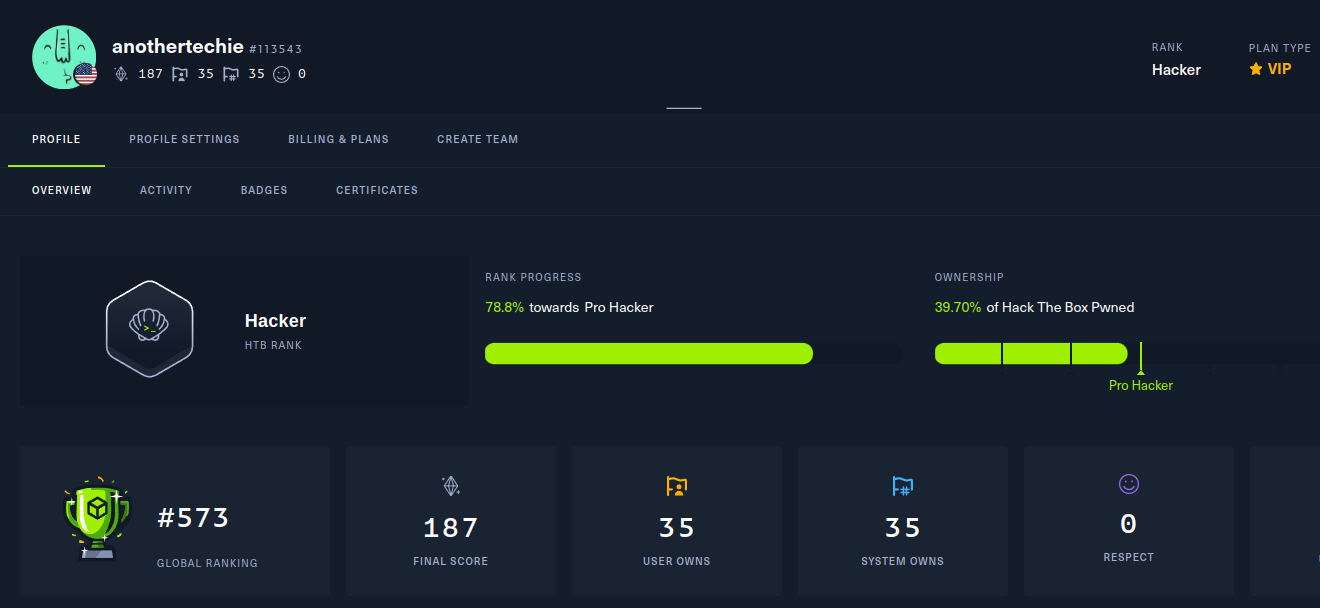 anothertechie #113543
187 35 35 0
RANK
Hacker
PLAN TYPE
VIP
PROFILE PROFILE SETTINGS BILLING & PLANS CREATE TEAM
OVERVIEW ACTIVITY BADGES CERTIFICATES
Hacker
HTB RANK
RANK PROGRESS
78.8% towards Pro Hacker
OWNERSHIP
39.70% of Hack The Box Pwned
Pro Hacker
#573
GLOBAL RANKING
187
FINAL SCORE
35
USER OWNS
35
SYSTEM OWNS
0
RESPECT